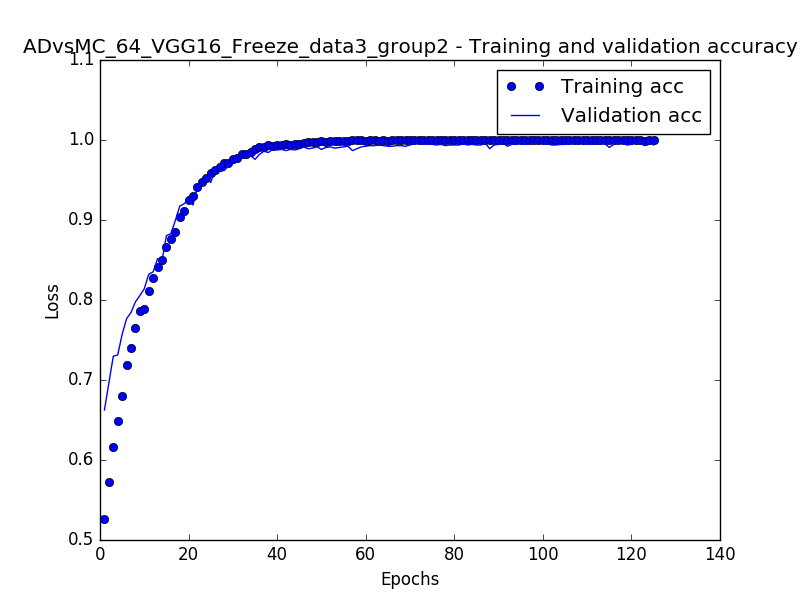 ADvsMC_64_VGG16_Freeze_data3_group2 - Training and validation accuracy
1.1
Training acc
Validation acc
1.0
0.9
0.8
Loss
0.7
0.6
0.5
0 20 40 60 80 100 120 140
Epochs